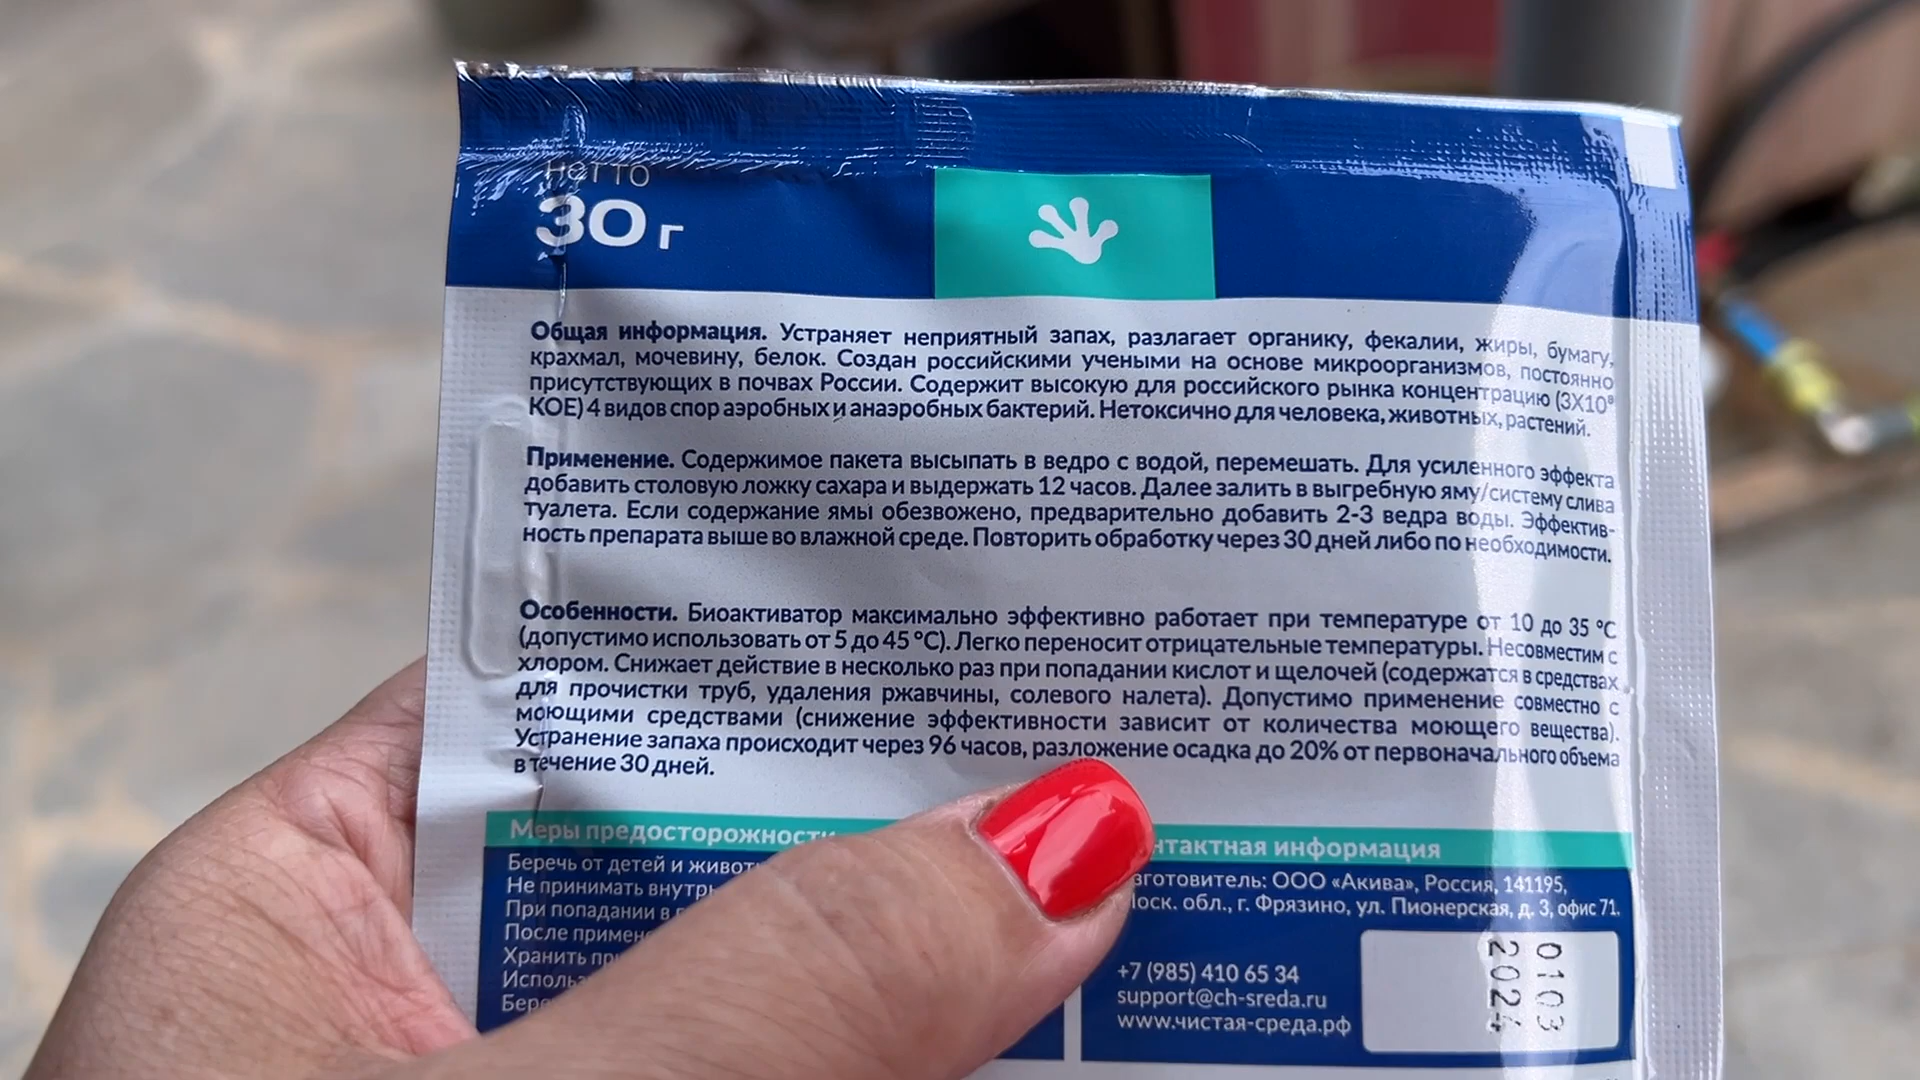 Нетто
30 г
Общая информация. Устраняет неприятный запах, разлагает органику, фекалии, жиры, бумагу,
крахмал, мочевину, белок. Создан российскими учеными на основе микроорганизмов, постоянно
присутствующих в почвах России. Содержит высокую для российского рынка концентрацию (3X10⁸
КОЕ) 4 видов спор аэробных и анаэробных бактерий. Нетоксично для человека, животных, растений.
Применение. Содержимое пакета высыпать в ведро с водой, перемешать. Для усиленного эффекта
добавить столовую ложку сахара и выдержать 12 часов. Далее залить в выгребную яму/систему слива
туалета. Если содержание ямы обезвожено, предварительно добавить 2-3 ведра воды. Эффектив-
ность препарата выше во влажной среде. Повторить обработку через 30 дней либо по необходимости.
Особенности. Биоактиватор максимально эффективно работает при температуре от 10 до 35 °C
(допустимо использовать от 5 до 45 °C). Легко переносит отрицательные температуры. Несовместим с
хлором. Снижает действие в несколько раз при попадании кислот и щелочей (содержатся в средствах
для прочистки труб, удаления ржавчины, солевого налета). Допустимо применение совместно с
моющими средствами (снижение эффективности зависит от количества моющего вещества).
Устранение запаха происходит через 96 часов, разложение осадка до 20% от первоначального объема
в течение 30 дней.
Меры предосторожности
Беречь от детей и живот
Не принимать внутрь
При попадании в
После примен
Хранить
Исполь
Бере
нтактная информация
зготовитель: ООО «Акива», Россия, 141195,
оск. обл., г. Фрязино, ул. Пионерская, д. 3, офис 71.
+7 (985) 410 65 34
support@ch-sreda.ru
www.чистая-среда.рф
0103
2024